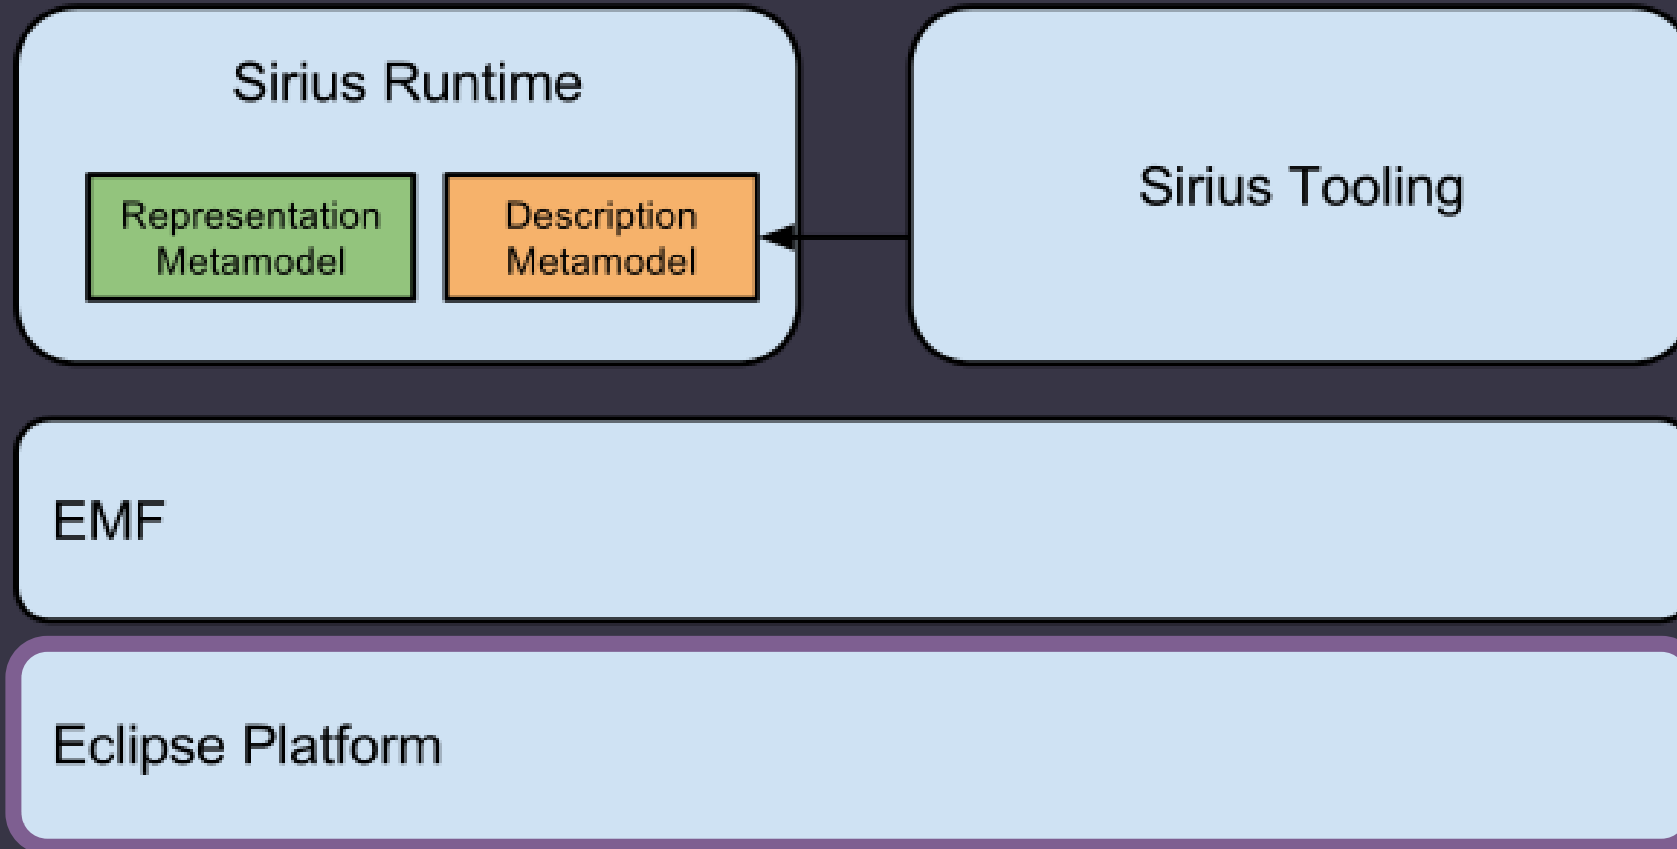 Sirius Runtime
Representation
Metamodel
Description
Metamodel
Sirius Tooling
EMF
Eclipse Platform